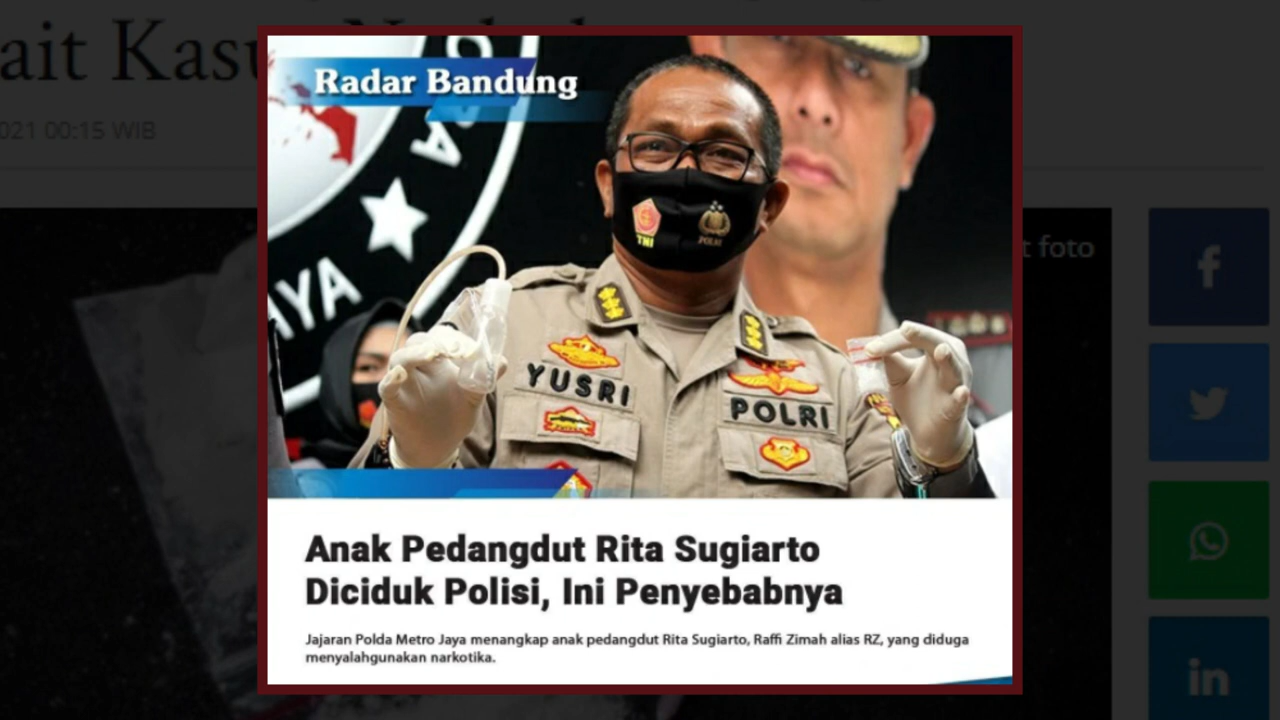 ait Kasu
021 00:15 WIB
t foto
Radar Bandung
AYA
TNI
POLRI
YUSRI
POLRI
Anak Pedangdut Rita Sugiarto
Diciduk Polisi, Ini Penyebabnya
Jajaran Polda Metro Jaya menangkap anak pedangdut Rita Sugiarto, Raffi Zimah alias RZ, yang diduga
menyalahgunakan narkotika.